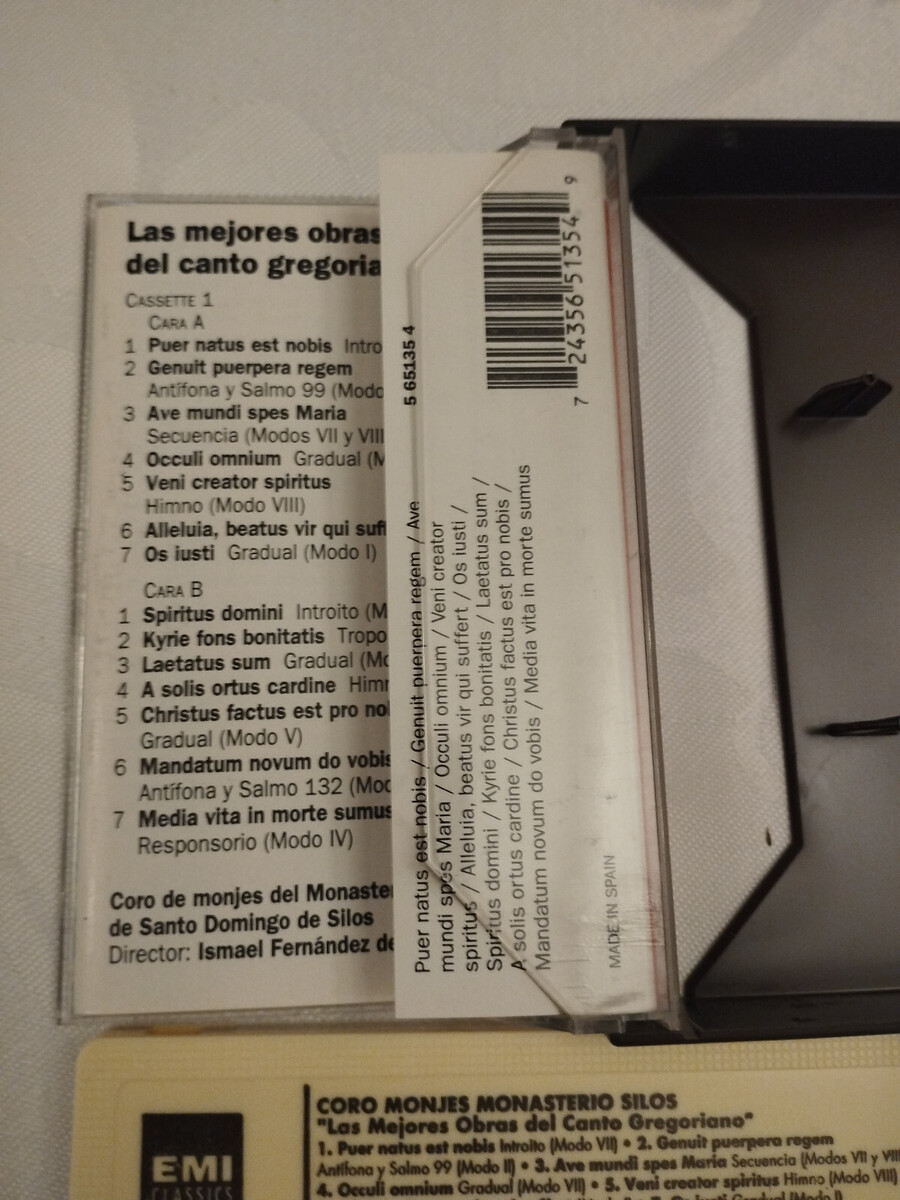 Las mejores obras
del canto gregoria
CASSETTE 1
CARA A
1 Puer natus est nobis Intro
2 Genuit puerpera regem
Antífona y Salmo 99 (Modo
3 Ave mundi spes Maria
Secuencia (Modos VII y VIII
4 Occuli omnium Gradual (M
5 Veni creator spiritus
Himno (Modo VIII)
6 Alleluia, beatus vir qui suff
7 Os iusti Gradual (Modo I)
CARA B
1 Spiritus domini Introito (M
2 Kyrie fons bonitatis Tropo
3 Laetatus sum Gradual (Mo
4 A solis ortus cardine Himn
5 Christus factus est pro no
Gradual (Modo V)
6 Mandatum novum do vobis
Antífona y Salmo 132 (Mod
7 Media vita in morte sumus
Responsorio (Modo IV)
Coro de monjes del Monaste
de Santo Domingo de Silos
Director: Ismael Fernández de
5 65135 4
Puer natus est nobis / Genuit puerpera regem / Ave
mundi spes Maria / Occuli omnium / Veni creator
spiritus / Alleluia, beatus vir qui suffert / Os iusti /
Spiritus domini / Kyrie fons bonitatis / Laetatus sum /
A solis ortus cardine / Christus factus est pro nobis /
Mandatum novum do vobis / Media vita in morte sumus
7 24356 51354 9
MADE IN SPAIN
EMI
CLASSICS
CORO MONJES MONASTERIO SILOS
"Las Mejores Obras del Canto Gregoriano"
1. Puer natus est nobis Introito (Modo VII) • 2. Genuit puerpera regem
Antífona y Salmo 99 (Modo II) • 3. Ave mundi spes María Secuencia (Modos VII y VIII
4. Occuli omnium Gradual (Modo VII) • 5. Veni creator spiritus Himno (Modo VIII)